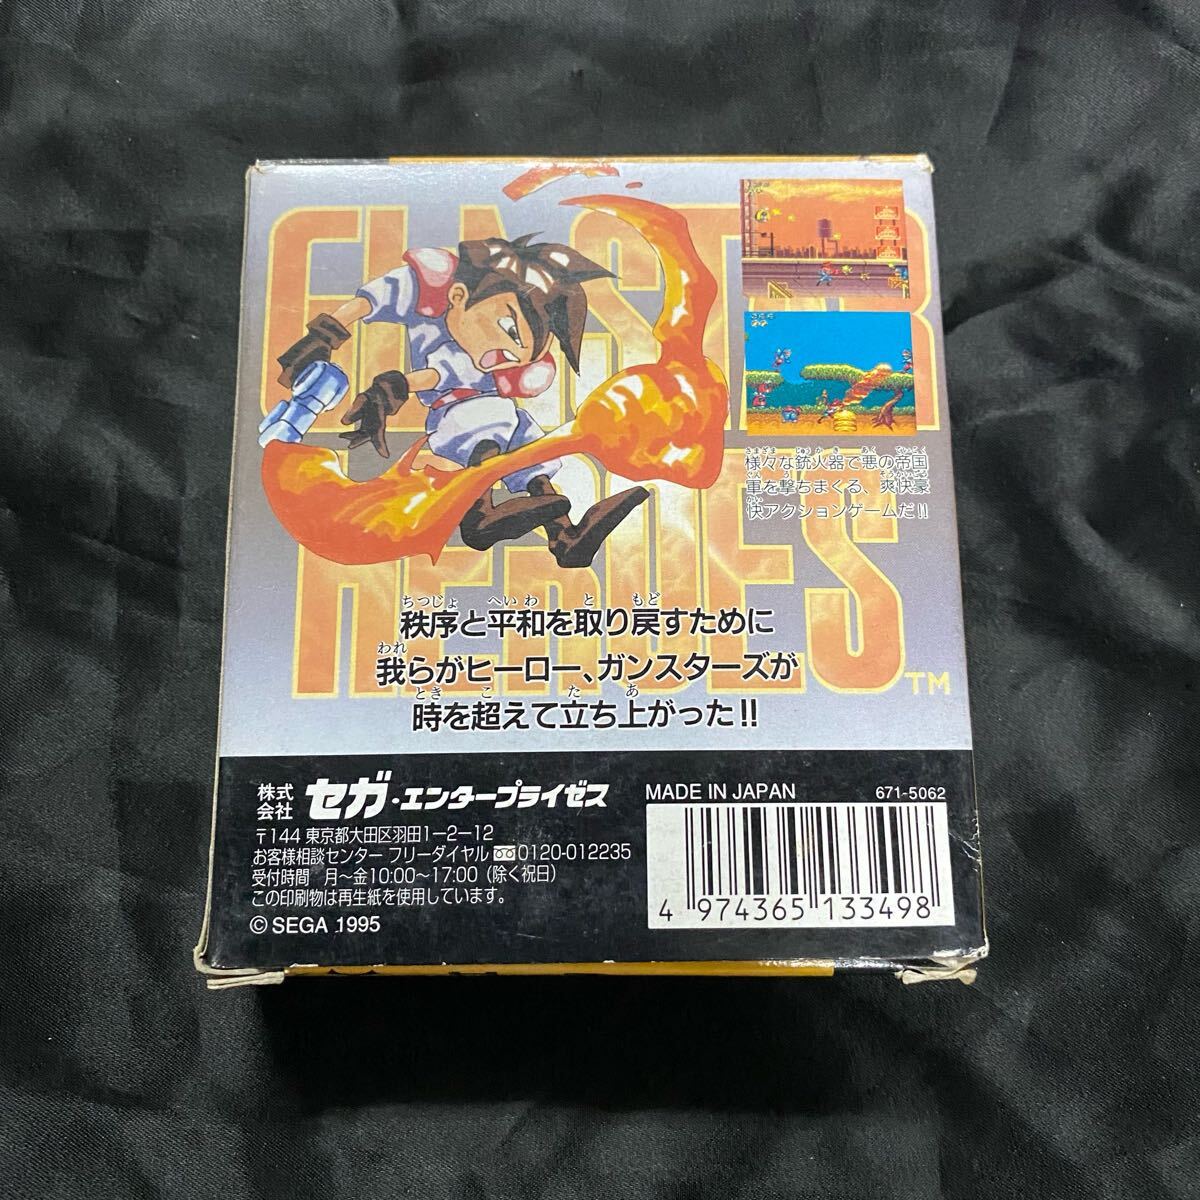 HEROES
TM
様々な銃火器で悪の帝国
軍を撃ちまくる、爽快豪
快アクションゲームだ!!
秩序と平和を取り戻すために
我らがヒーロー、ガンスターズが
時を超えて立ち上がった!!
株式会社 セガ・エンタープライゼス
〒144 東京都大田区羽田1-2-12
お客様相談センター フリーダイヤル 0120-012235
受付時間 月〜金10:00〜17:00（除く祝日）
この印刷物は再生紙を使用しています。
© SEGA 1995
MADE IN JAPAN 671-5062
4 974365 133498